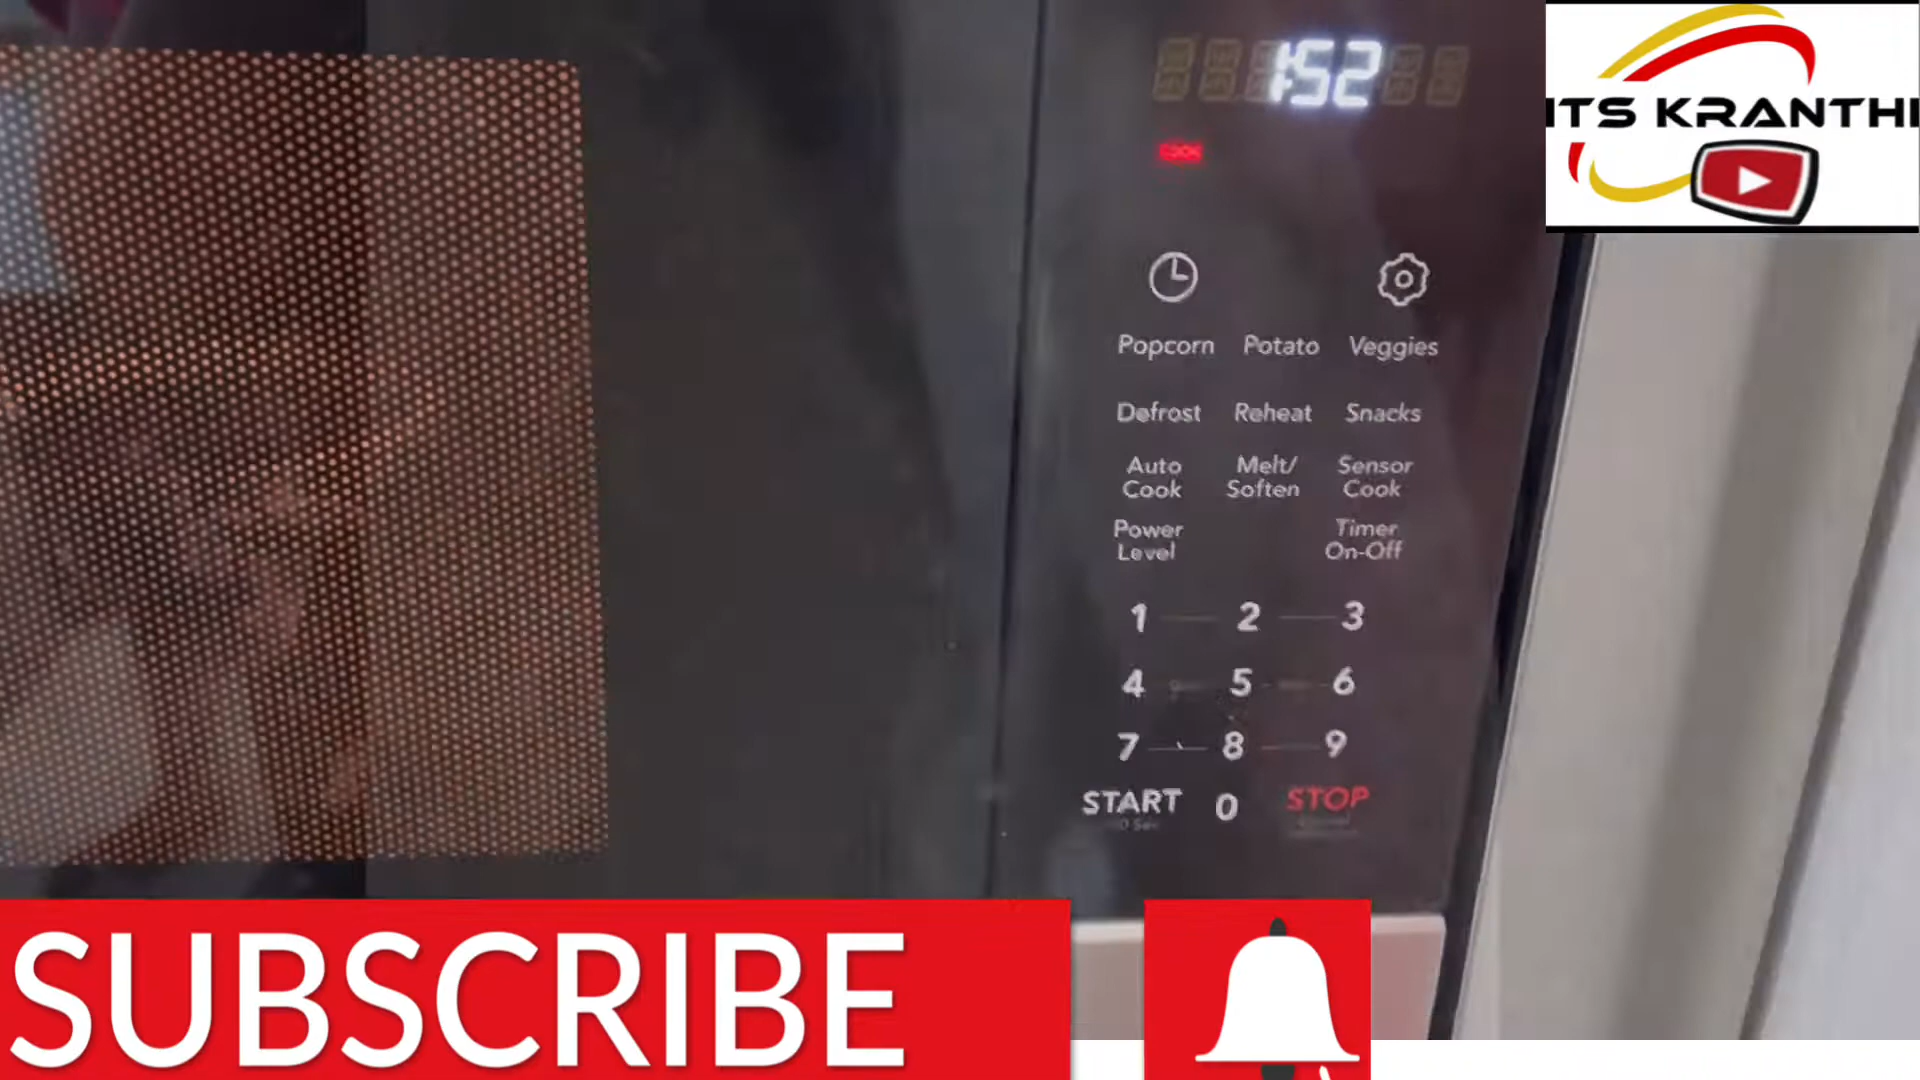 1:52
COOK
ITS KRANTHI
Popcorn Potato Veggies
Defrost Reheat Snacks
Auto Cook
Melt/ Soften
Sensor Cook
Power Level
Timer On-Off
1 2 3
4 5 6
7 8 9
START 0 STOP
SUBSCRIBE